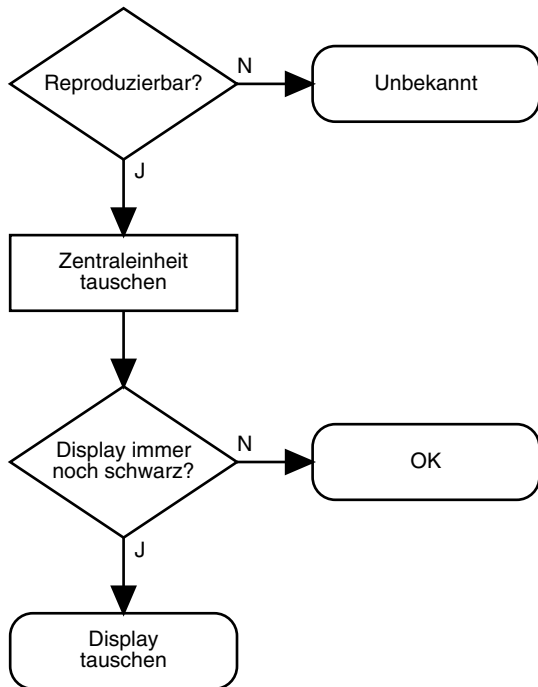 Reproduzierbar?
N
Unbekannt
J
Zentraleinheit
tauschen
Display immer
noch schwarz?
N
OK
J
Display
tauschen